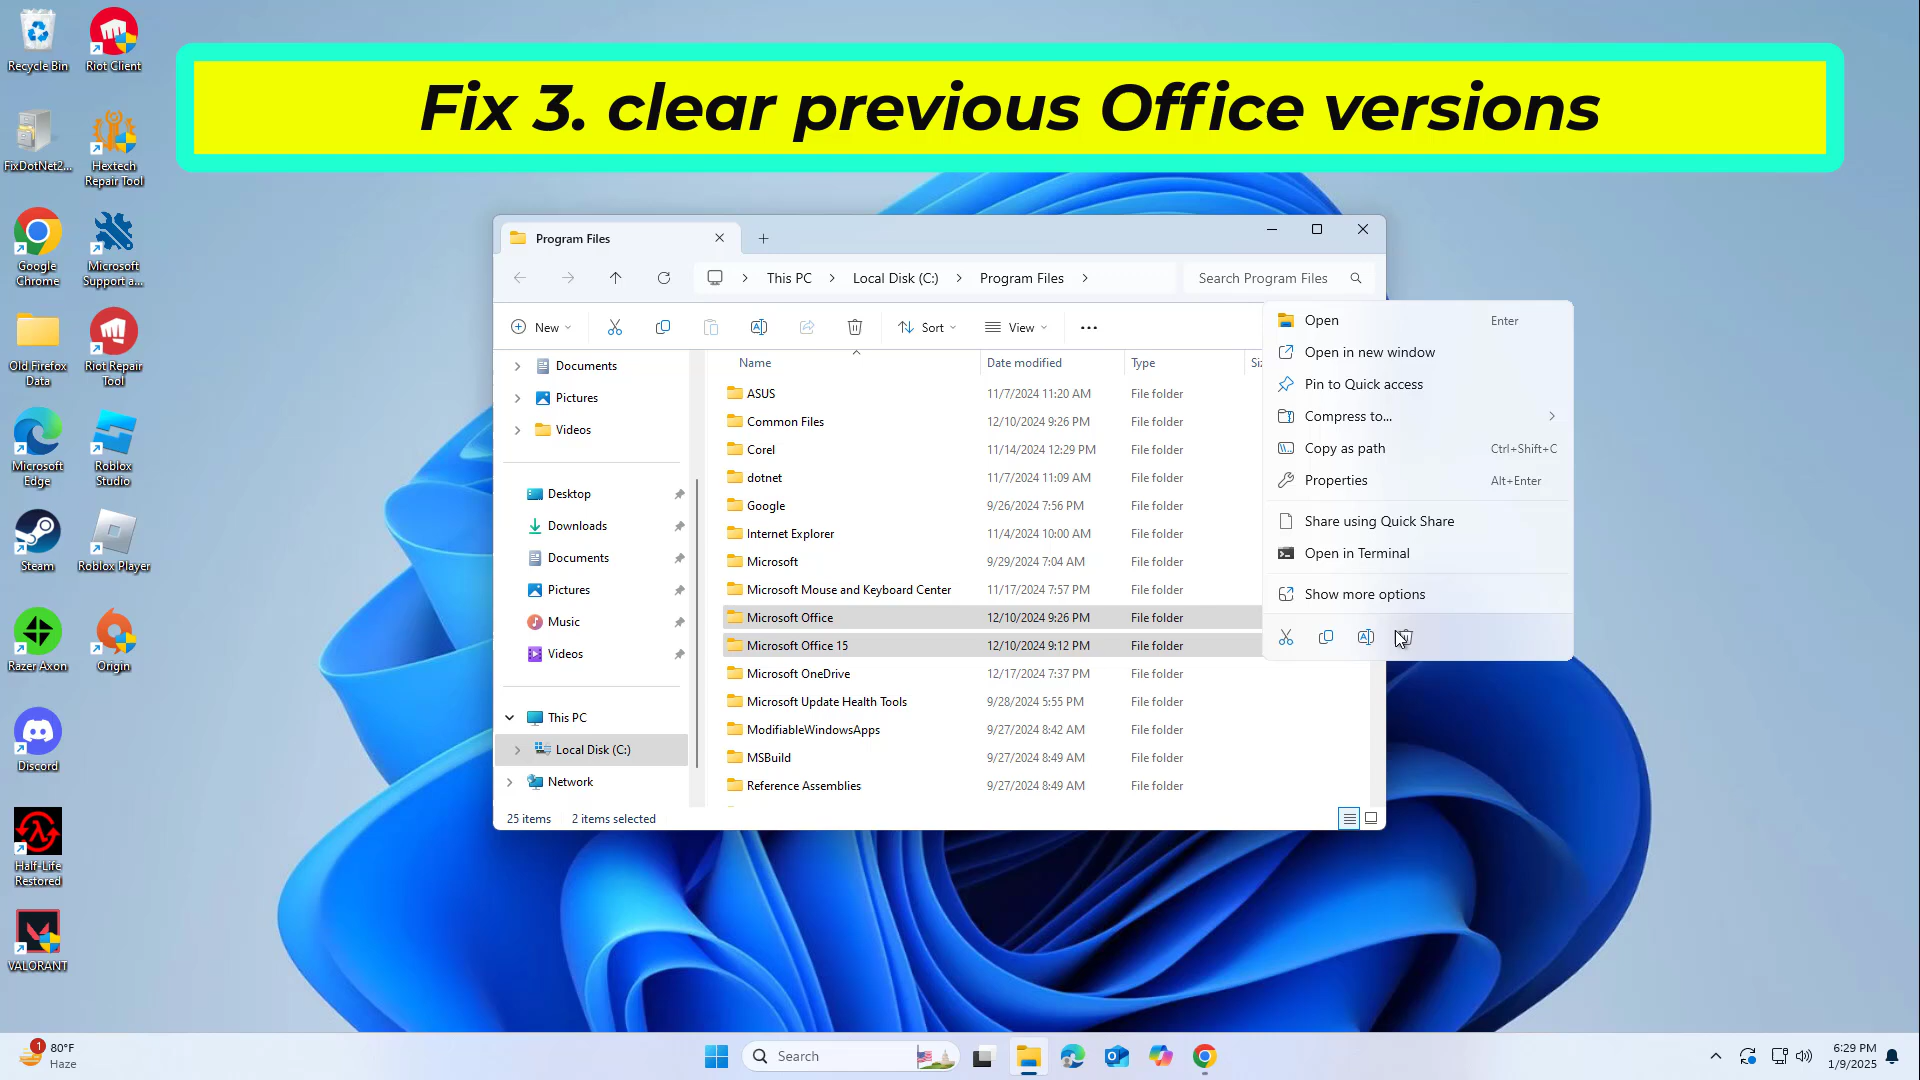 Fix 3. clear previous Office versions
Recycle Bin
Riot Client
FixDotNet2...
Hextech
Repair Tool
Google
Chrome
Microsoft
Support a...
Old Firefox
Data
Riot Repair
Tool
Microsoft
Edge
Roblox
Studio
Steam
Roblox Player
Razer Axon
Origin
Discord
Half-Life
Restored
VALORANT
Program Files
This PC
Local Disk (C:)
Program Files
Search Program Files
New
Sort
View
Documents
Pictures
Videos
Desktop
Downloads
Documents
Pictures
Music
Videos
This PC
Local Disk (C:)
Network
Name Date modified Type
ASUS 11/7/2024 11:20 AM File folder
Common Files 12/10/2024 9:26 PM File folder
Corel 11/14/2024 12:29 PM File folder
dotnet 11/7/2024 11:09 AM File folder
Google 9/26/2024 7:56 PM File folder
Internet Explorer 11/4/2024 10:00 AM File folder
Microsoft 9/29/2024 7:04 AM File folder
Microsoft Mouse and Keyboard Center 11/17/2024 7:57 PM File folder
Microsoft Office 12/10/2024 9:26 PM File folder
Microsoft Office 15 12/10/2024 9:12 PM File folder
Microsoft OneDrive 12/17/2024 7:37 PM File folder
Microsoft Update Health Tools 9/28/2024 5:55 PM File folder
ModifiableWindowsApps 9/27/2024 8:42 AM File folder
MSBuild 9/27/2024 8:49 AM File folder
Reference Assemblies 9/27/2024 8:49 AM File folder
25 items 2 items selected
Open Enter
Open in new window
Pin to Quick access
Compress to...
Copy as path Ctrl+Shift+C
Properties Alt+Enter
Share using Quick Share
Open in Terminal
Show more options
1
80°F
Haze
Search
6:29 PM
1/9/2025